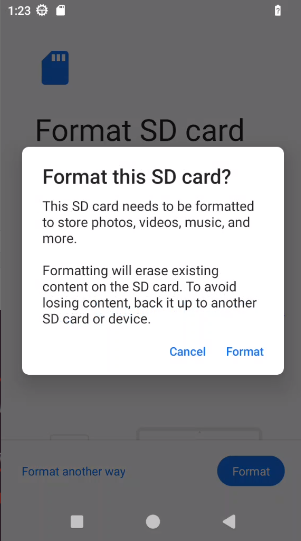 1:23
Format SD card
Format this SD card?
This SD card needs to be formatted
to store photos, videos, music, and
more.
Formatting will erase existing
content on the SD card. To avoid
losing content, back it up to another
SD card or device.
Cancel Format
Format another way Format